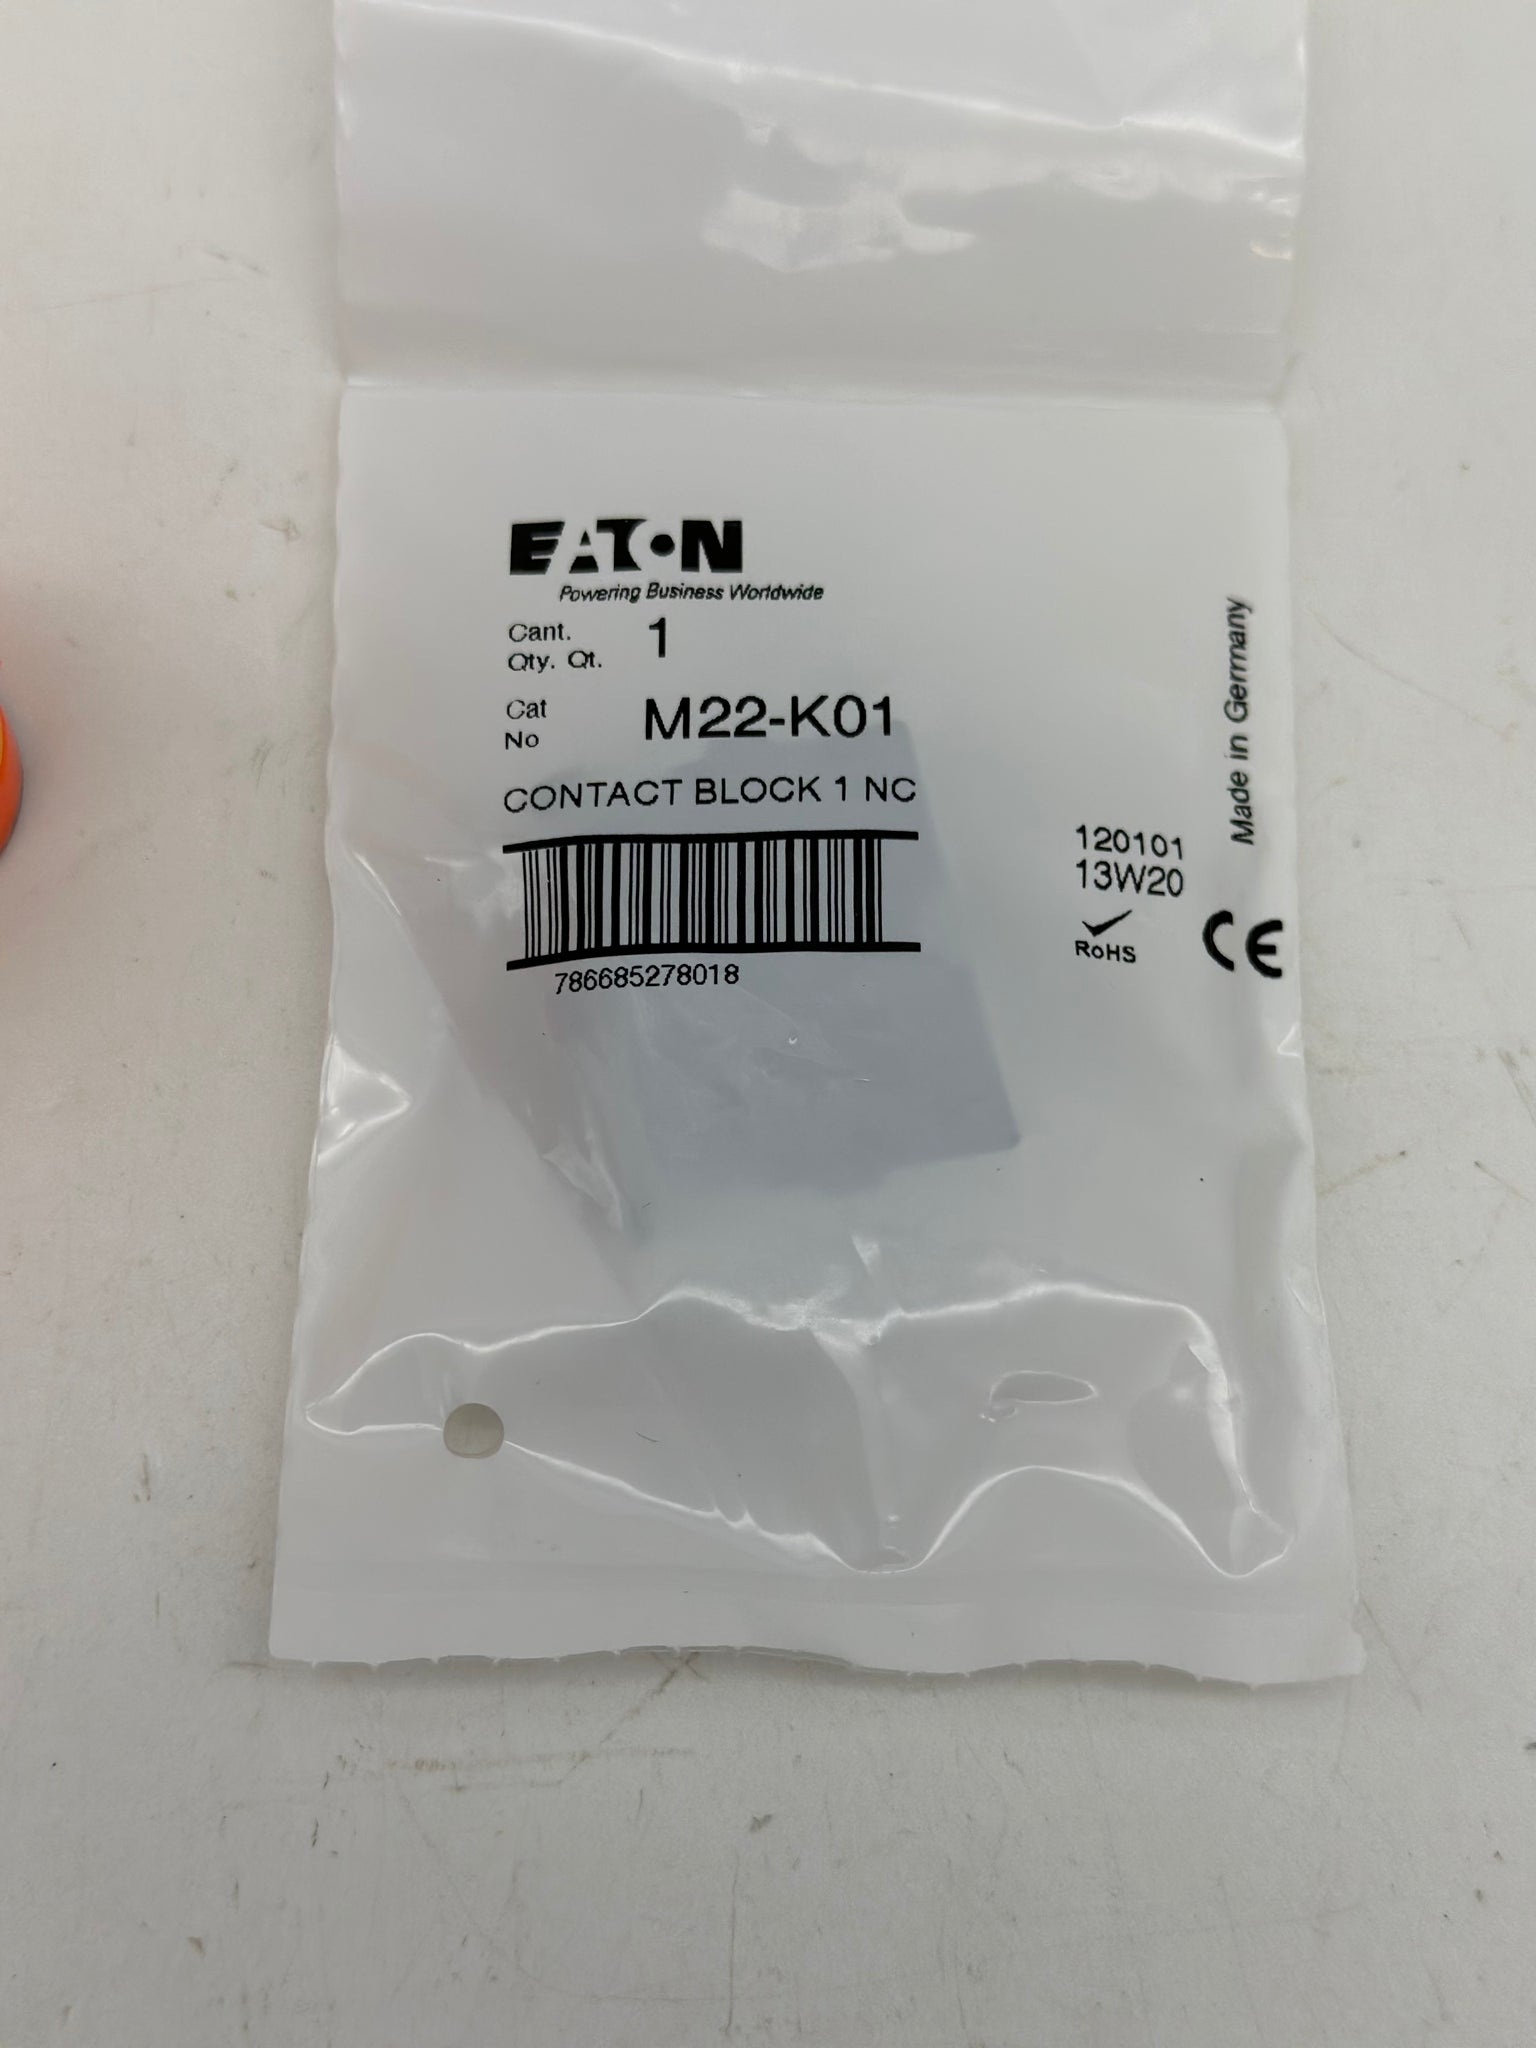 EATON
Powering Business Worldwide
Cant.
Qty. Qt. 1
Cat
No M22-K01
CONTACT BLOCK 1 NC
786685278018
120101
13W20
RoHS
CE
Made in Germany